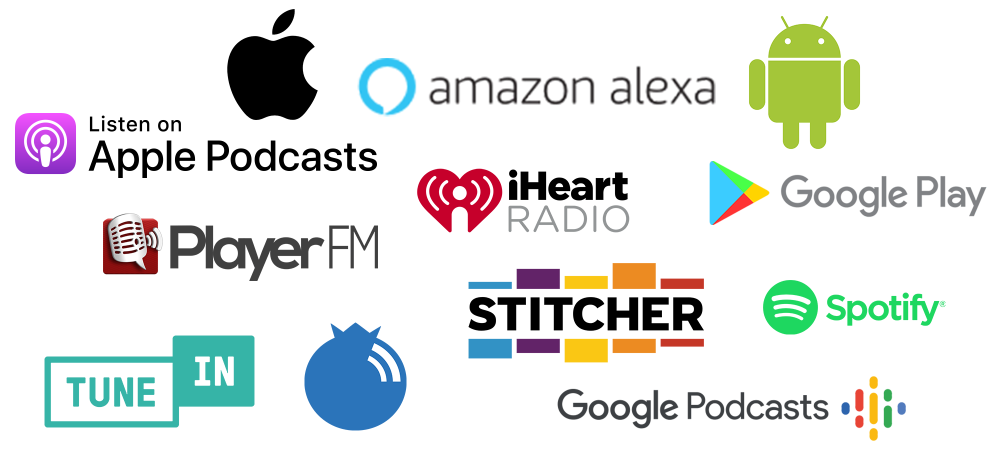 amazon alexa
Listen on
Apple Podcasts
iHeart
RADIO
Google Play
PlayerFM
STITCHER
Spotify
TUNE
IN
Google Podcasts